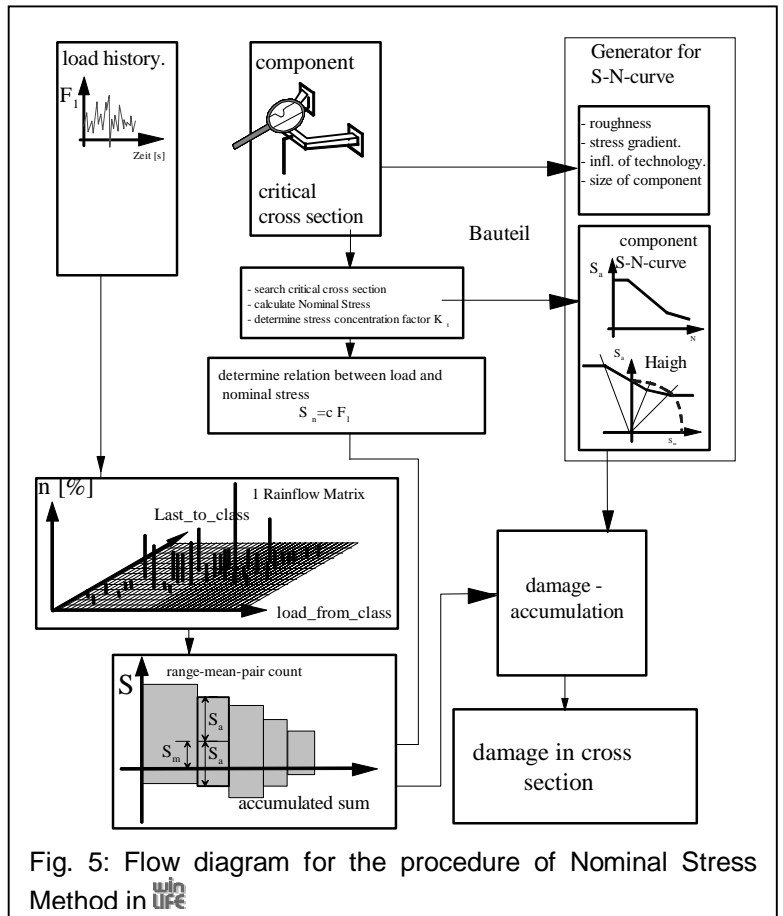 load history.
F₁
Zeit [s]
component
critical
cross section
Generator for
S-N-curve
- roughness
- stress gradient.
- infl. of technology.
- size of component
Bauteil
component
S-N-curve
Sₐ
N
Sₐ
Haigh
Sₘ
- search critical cross section
- calculate Nominal Stress
- determine stress concentration factor K ₜ
determine relation between load and
nominal stress
S ₙ=c F₁
n [%]
1 Rainflow Matrix
Last_to_class
load_from_class
range-mean-pair count
S
Sₐ
Sₘ
Sₐ
accumulated sum
damage -
accumulation
damage in cross
section
Fig. 5: Flow diagram for the procedure of Nominal Stress
Method in win LIFE